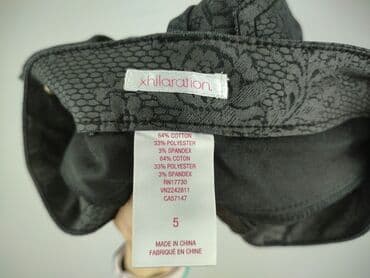 xhilaration.
64% COTTON
33% POLYESTER
3% SPANDEX
64% COTON
33% POLYESTER
3% SPANDEX
RN17730
VN2242811
CA57147
5
MADE IN CHINA
FABRIQUÉ EN CHINE